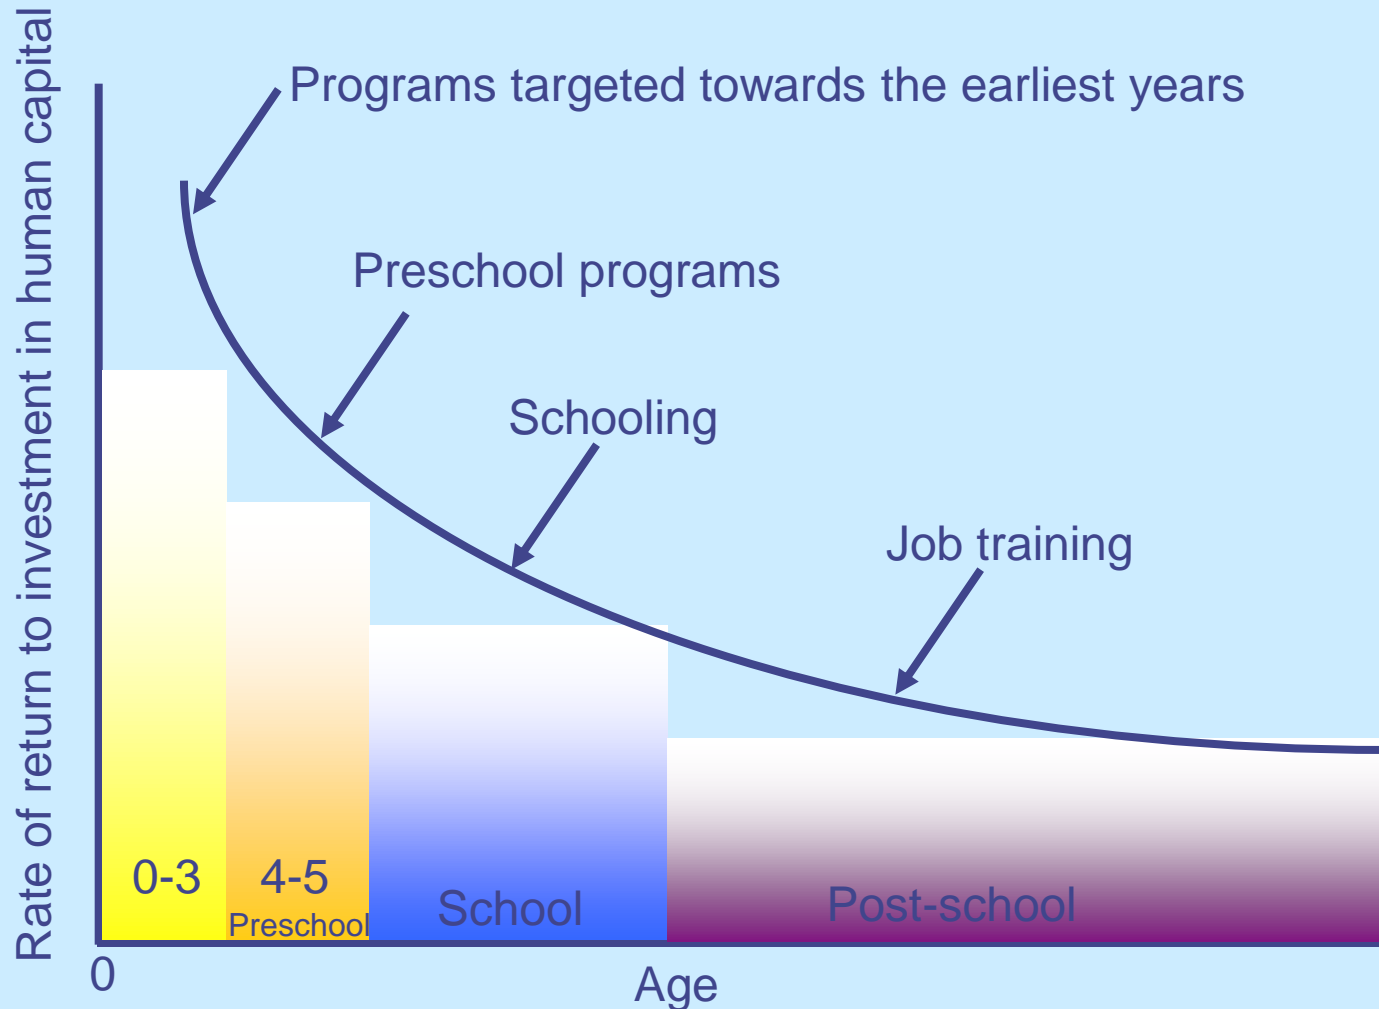 Rate of return to investment in human capital
Programs targeted towards the earliest years
Preschool programs
Schooling
Job training
0-3
4-5
Preschool
School
Post-school
0
Age